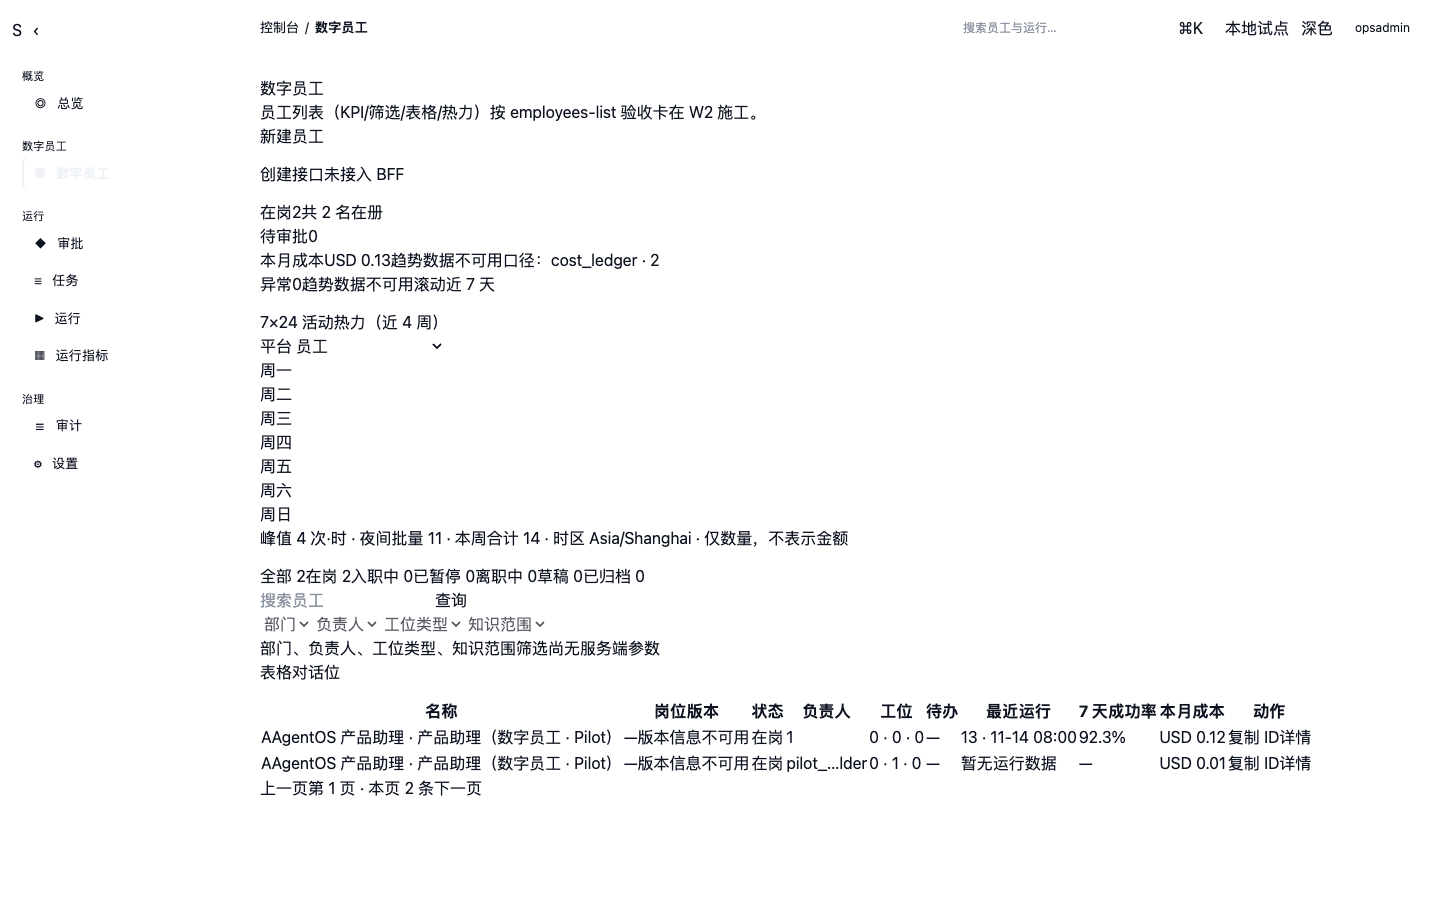 S ‹
控制台 / 数字员工
搜索员工与运行...
⌘K
本地试点
深色
opsadmin
概览
◎ 总览
数字员工
数字员工
运行
◆ 审批
≡ 任务
▶ 运行
▦ 运行指标
治理
≡ 审计
⚙ 设置
数字员工
员工列表（KPI/筛选/表格/热力）按 employees-list 验收卡在 W2 施工。
新建员工
创建接口未接入 BFF
在岗2共 2 名在册
待审批0
本月成本USD 0.13趋势数据不可用口径：cost_ledger · 2
异常0趋势数据不可用滚动近 7 天
7×24 活动热力（近 4 周）
平台 员工
周一
周二
周三
周四
周五
周六
周日
峰值 4 次·时 · 夜间批量 11 · 本周合计 14 · 时区 Asia/Shanghai · 仅数量，不表示金额
全部 2在岗 2入职中 0已暂停 0离职中 0草稿 0已归档 0
搜索员工 查询
部门 负责人 工位类型 知识范围
部门、负责人、工位类型、知识范围筛选尚无服务端参数
表格对话位
名称 岗位版本 状态 负责人 工位 待办 最近运行 7 天成功率 本月成本 动作
AAgentOS 产品助理 · 产品助理（数字员工 · Pilot） —版本信息不可用 在岗 1 0 · 0 · 0 — 13 · 11-14 08:00 92.3% USD 0.12 复制 ID详情
AAgentOS 产品助理 · 产品助理（数字员工 · Pilot） —版本信息不可用 在岗 pilot_...lder 0 · 1 · 0 — 暂无运行数据 — USD 0.01 复制 ID详情
上一页第 1 页 · 本页 2 条下一页